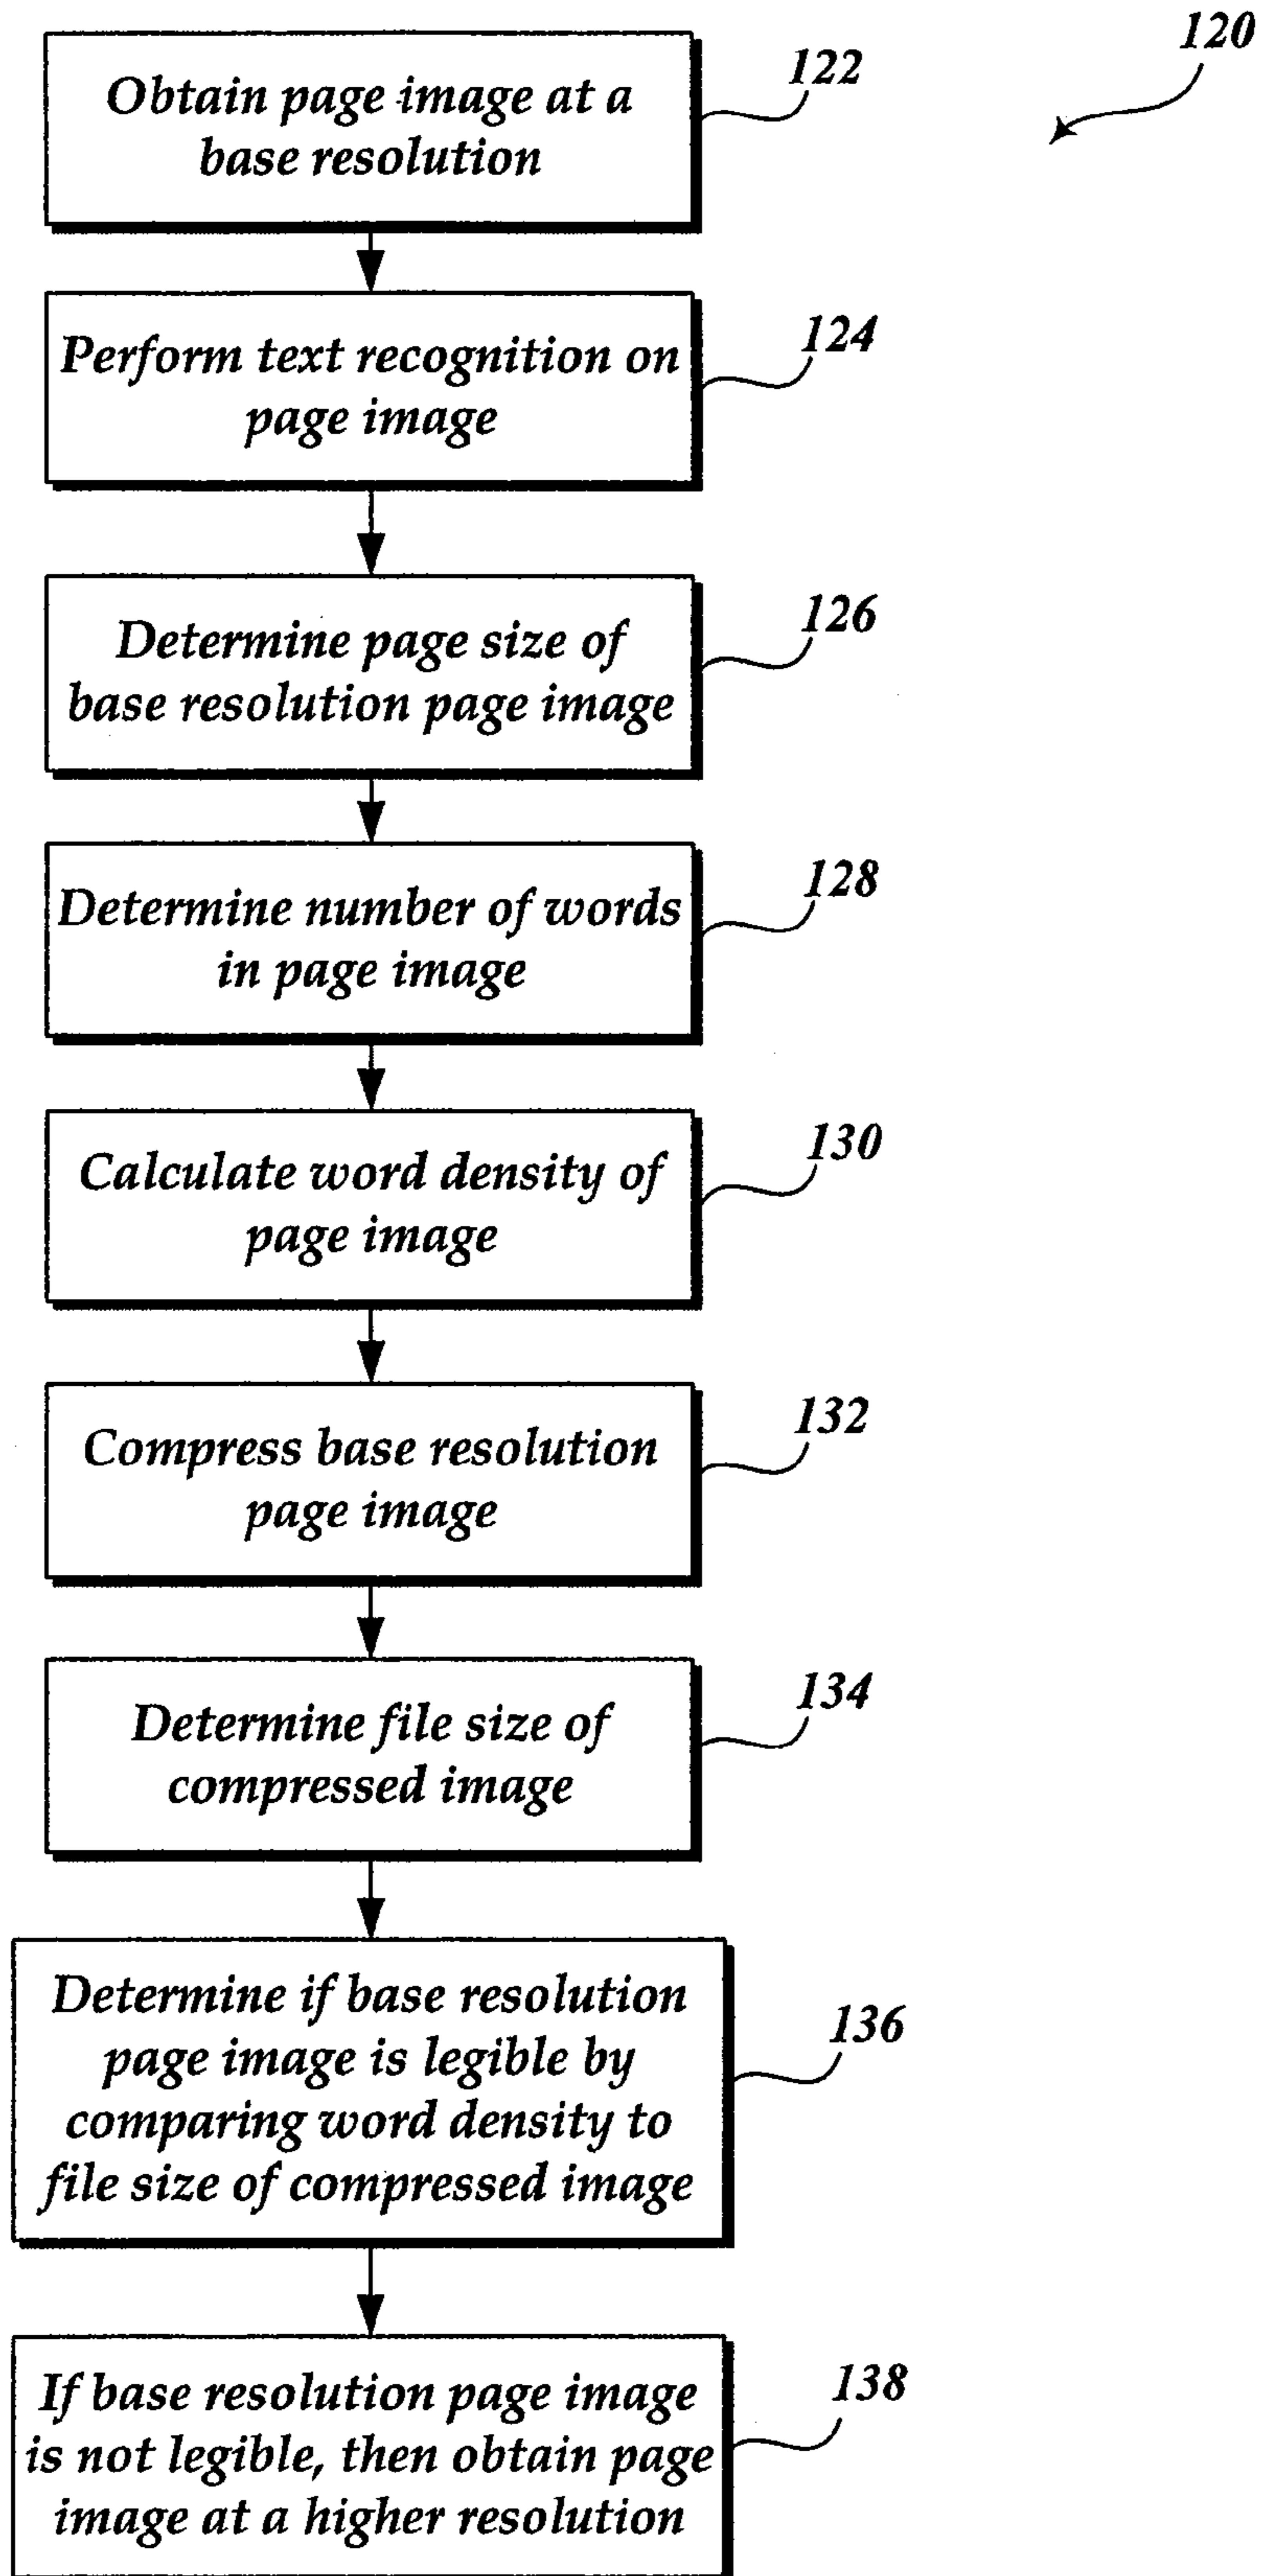 120
Obtain page image at a
base resolution
122
Perform text recognition on
page image
124
Determine page size of
base resolution page image
126
Determine number of words
in page image
128
Calculate word density of
page image
130
Compress base resolution
page image
132
Determine file size of
compressed image
134
Determine if base resolution
page image is legible by
comparing word density to
file size of compressed image
136
If base resolution page image
is not legible, then obtain page
image at a higher resolution
138